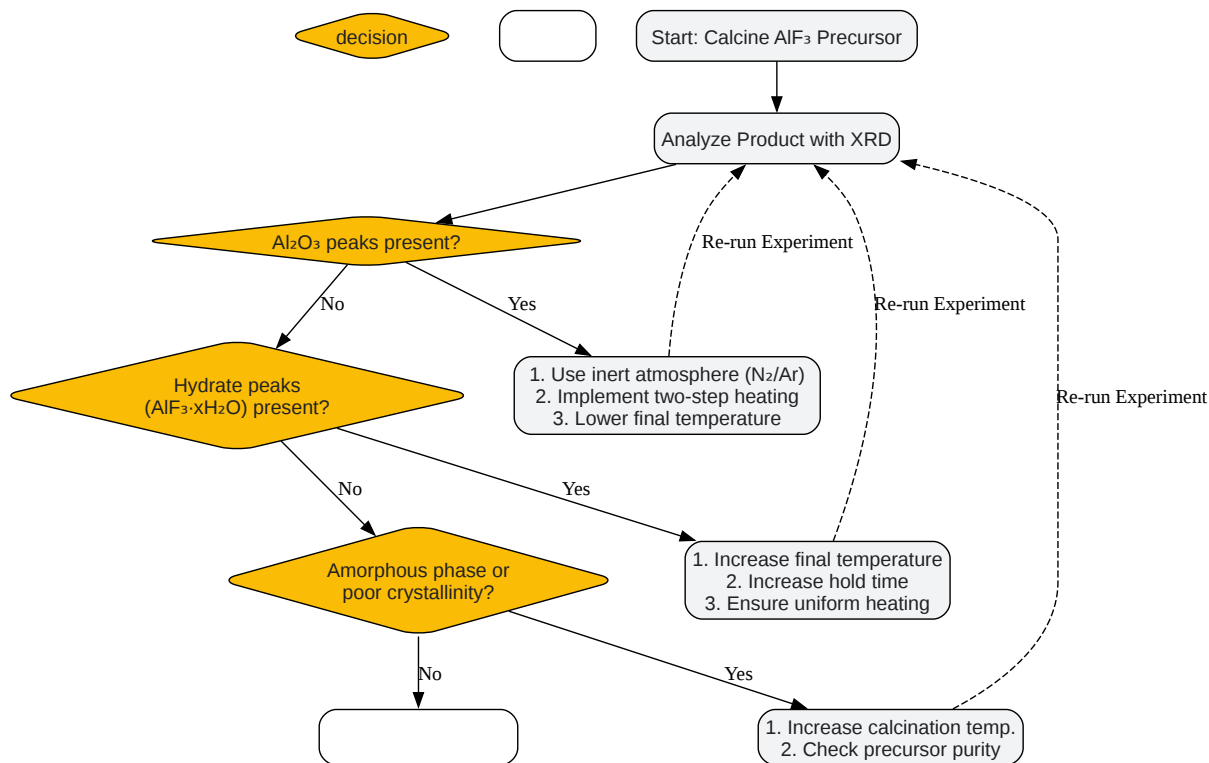 decision
Start: Calcine AlF₃ Precursor
Analyze Product with XRD
Al₂O₃ peaks present?
Re-run Experiment
No
Yes
Re-run Experiment
Hydrate peaks
(AlF₃·xH₂O) present?
1. Use inert atmosphere (N₂/Ar)
2. Implement two-step heating
3. Lower final temperature
Re-run Experiment
No
Yes
Amorphous phase or
poor crystallinity?
1. Increase final temperature
2. Increase hold time
3. Ensure uniform heating
No
Yes
1. Increase calcination temp.
2. Check precursor purity